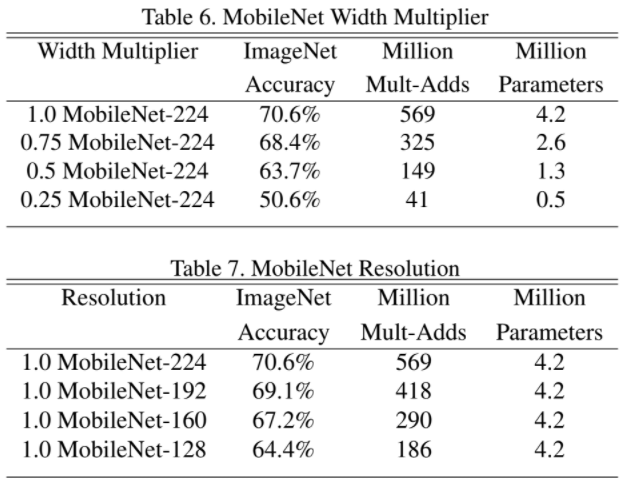 Table 6. MobileNet Width Multiplier
Width Multiplier ImageNet Million Million
Accuracy Mult-Adds Parameters
1.0 MobileNet-224 70.6% 569 4.2
0.75 MobileNet-224 68.4% 325 2.6
0.5 MobileNet-224 63.7% 149 1.3
0.25 MobileNet-224 50.6% 41 0.5
Table 7. MobileNet Resolution
Resolution ImageNet Million Million
Accuracy Mult-Adds Parameters
1.0 MobileNet-224 70.6% 569 4.2
1.0 MobileNet-192 69.1% 418 4.2
1.0 MobileNet-160 67.2% 290 4.2
1.0 MobileNet-128 64.4% 186 4.2